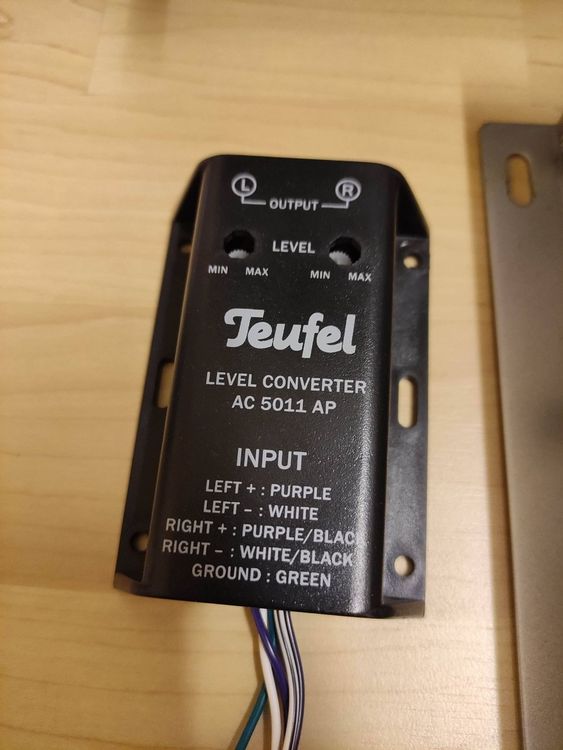 L R
OUTPUT
LEVEL
MIN MAX MIN MAX
Teufel
LEVEL CONVERTER
AC 5011 AP
INPUT
LEFT + : PURPLE
LEFT – : WHITE
RIGHT + : PURPLE/BLACK
RIGHT – : WHITE/BLACK
GROUND : GREEN